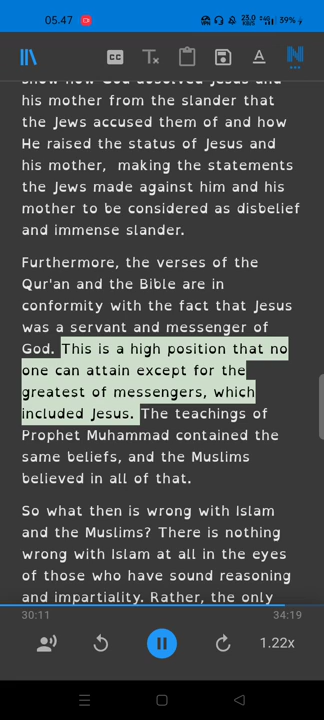 05.47
23.0 KB/S
59%
CC
A
N
his mother from the slander that
the Jews accused them of and how
He raised the status of Jesus and
his mother,  making the statements
the Jews made against him and his
mother to be considered as disbelief
and immense slander.
Furthermore, the verses of the
Qur'an and the Bible are in
conformity with the fact that Jesus
was a servant and messenger of
God. This is a high position that no
one can attain except for the
greatest of messengers, which
included Jesus. The teachings of
Prophet Muhammad contained the
same beliefs, and the Muslims
believed in all of that.
So what then is wrong with Islam
and the Muslims? There is nothing
wrong with Islam at all in the eyes
of those who have sound reasoning
and impartiality. Rather, the only
30:11
34:19
1.22x